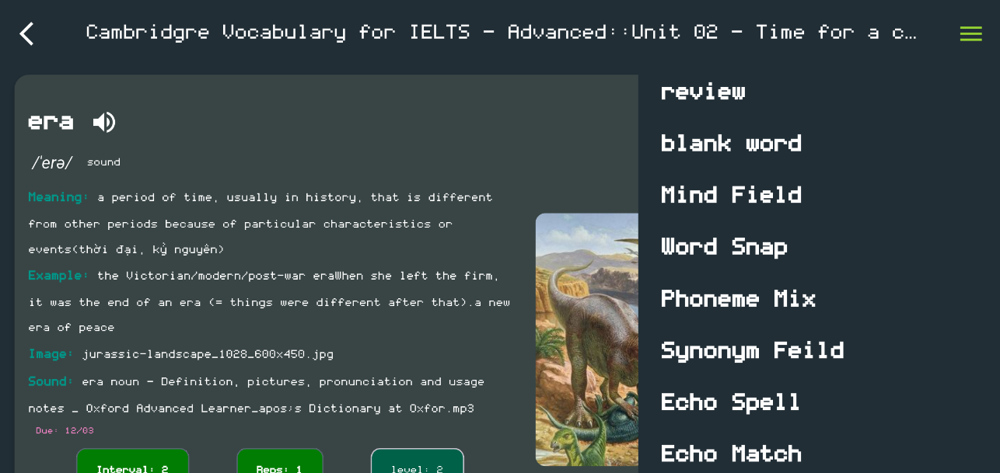 Cambridgre Vocabulary for IELTS - Advanced::Unit 02 - Time for a c…
era
/ˈerə/ sound
Meaning: a period of time, usually in history, that is different
from other periods because of particular characteristics or
events(thời đại, kỷ nguyên)
Example: the Victorian/modern/post-war eraWhen she left the firm,
it was the end of an era (= things were different after that).a new
era of peace
Image: jurassic-landscape_1028_600x450.jpg
Sound: era noun - Definition, pictures, pronunciation and usage
notes _ Oxford Advanced Learner_apos;s Dictionary at Oxfor.mp3
Due: 12/03
Interval: 2
Reps: 1
level: 2
review
blank word
Mind Field
Word Snap
Phoneme Mix
Synonym Feild
Echo Spell
Echo Match